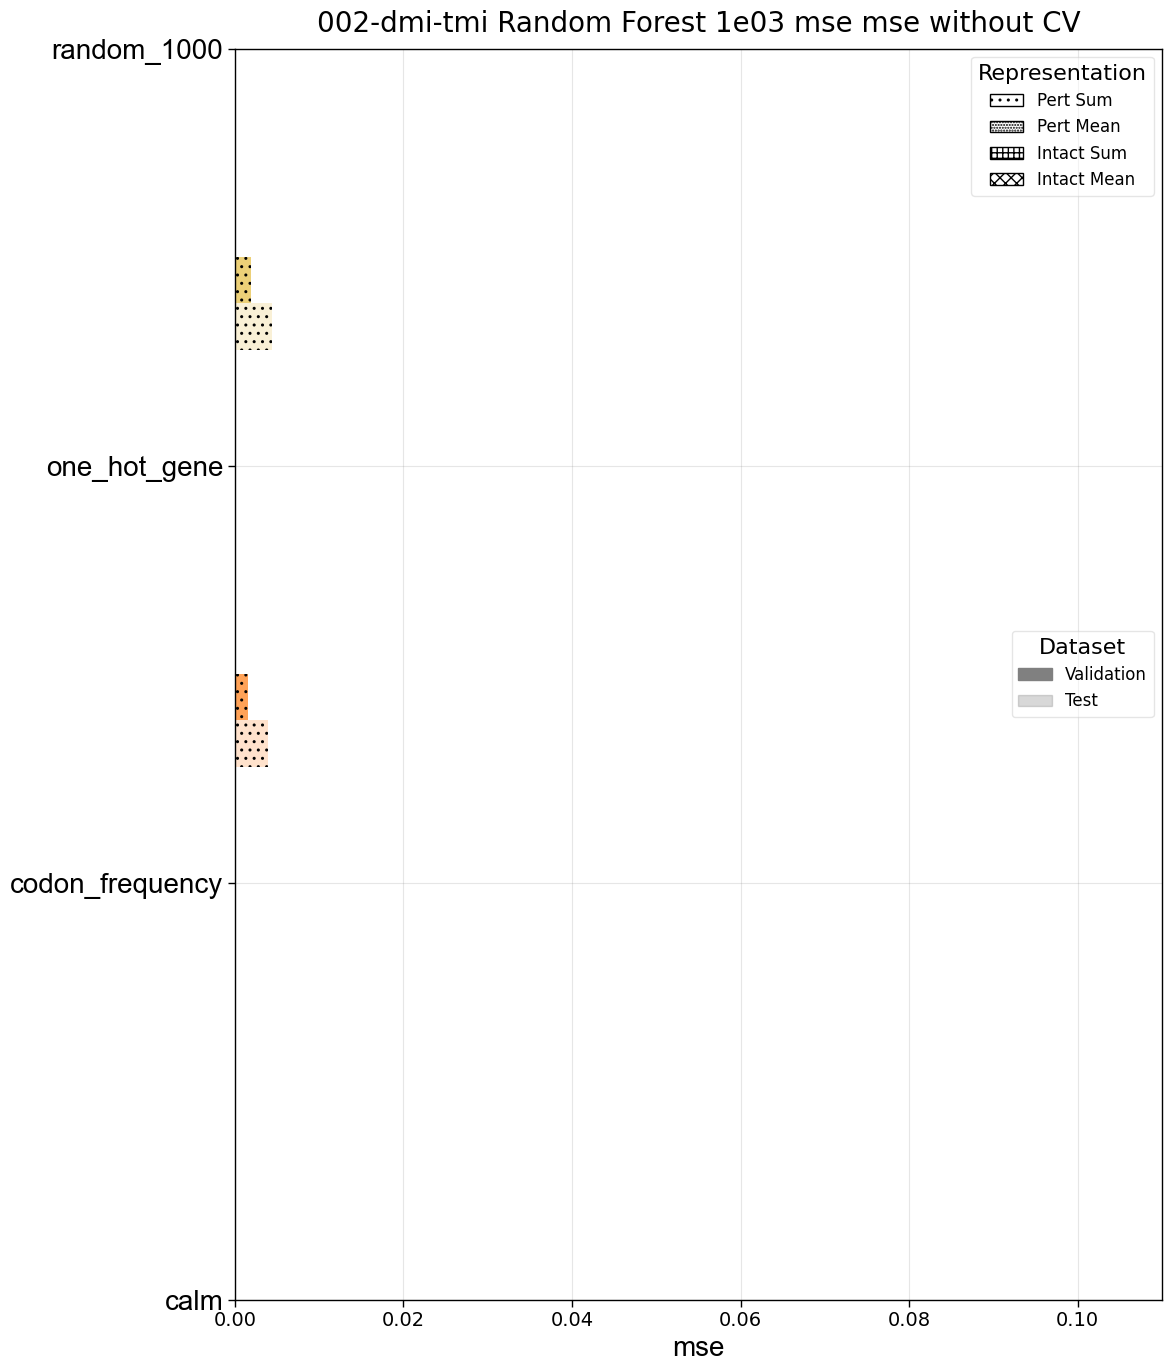 002-dmi-tmi Random Forest 1e03 mse mse without CV
random_1000
one_hot_gene
codon_frequency
calm
Representation
Pert Sum
Pert Mean
Intact Sum
Intact Mean
Dataset
Validation
Test
0.00 0.02 0.04 0.06 0.08 0.10
mse